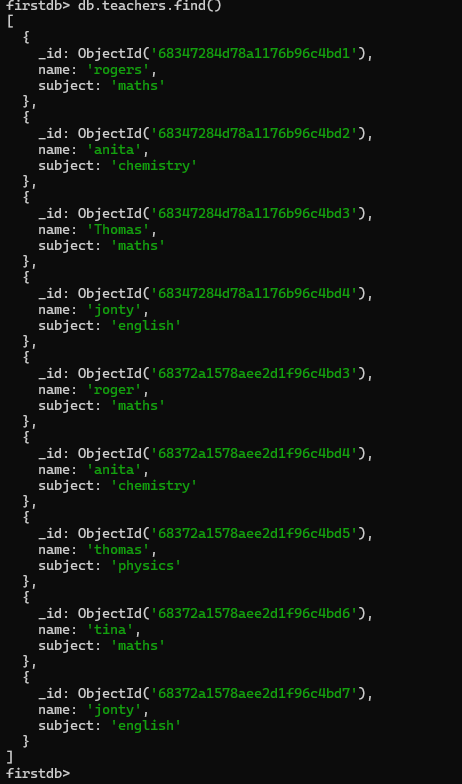 firstdb> db.teachers.find()
[
  {
    _id: ObjectId('68347284d78a1176b96c4bd1'),
    name: 'rogers',
    subject: 'maths'
  },
  {
    _id: ObjectId('68347284d78a1176b96c4bd2'),
    name: 'anita',
    subject: 'chemistry'
  },
  {
    _id: ObjectId('68347284d78a1176b96c4bd3'),
    name: 'Thomas',
    subject: 'maths'
  },
  {
    _id: ObjectId('68347284d78a1176b96c4bd4'),
    name: 'jonty',
    subject: 'english'
  },
  {
    _id: ObjectId('68372a1578aee2d1f96c4bd3'),
    name: 'roger',
    subject: 'maths'
  },
  {
    _id: ObjectId('68372a1578aee2d1f96c4bd4'),
    name: 'anita',
    subject: 'chemistry'
  },
  {
    _id: ObjectId('68372a1578aee2d1f96c4bd5'),
    name: 'thomas',
    subject: 'physics'
  },
  {
    _id: ObjectId('68372a1578aee2d1f96c4bd6'),
    name: 'tina',
    subject: 'maths'
  },
  {
    _id: ObjectId('68372a1578aee2d1f96c4bd7'),
    name: 'jonty',
    subject: 'english'
  }
]
firstdb>